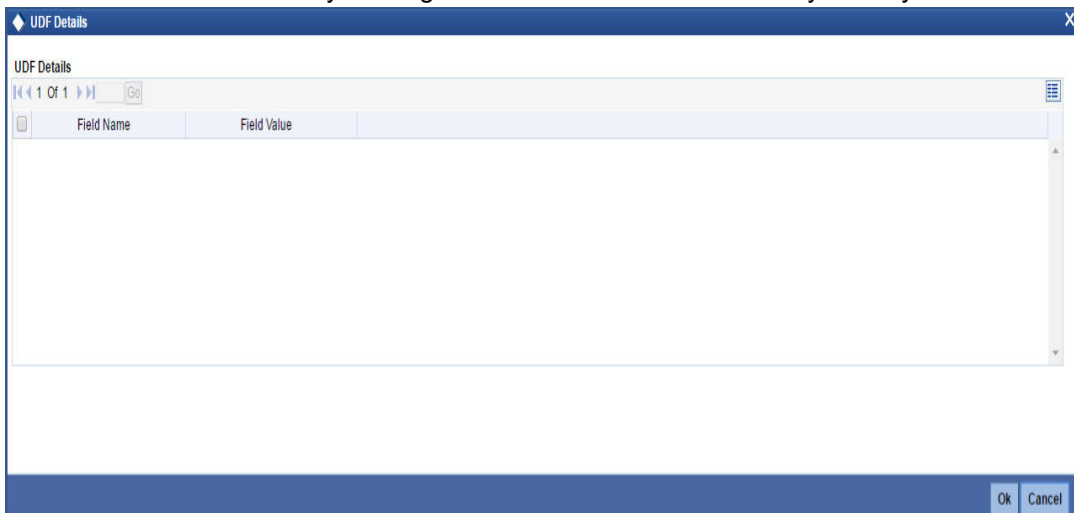 UDF Details X
UDF Details
1 Of 1 Go
Field Name Field Value
Ok Cancel